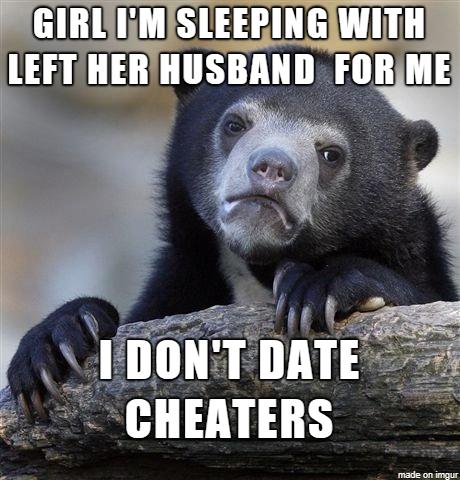 GIRL I'M SLEEPING WITH
LEFT HER HUSBAND FOR ME
I DON'T DATE
CHEATERS
made on imgur